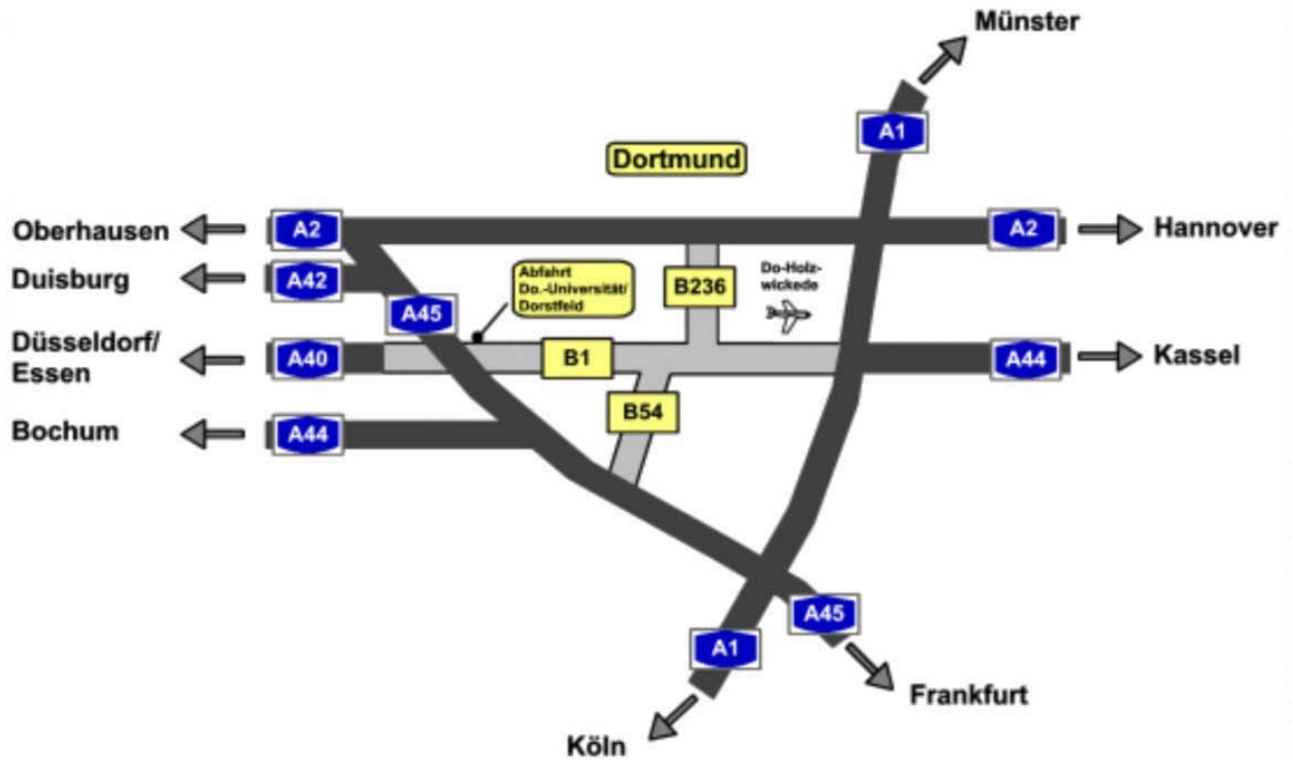 Münster
A1
Dortmund
Oberhausen
A2
A2
Hannover
Duisburg
A42
Abfahrt
Do.-Universität/
Dorstfeld
B236
Do-Holz-
wickede
A45
Düsseldorf/
Essen
A40
B1
A44
Kassel
B54
Bochum
A44
A45
A1
Frankfurt
Köln